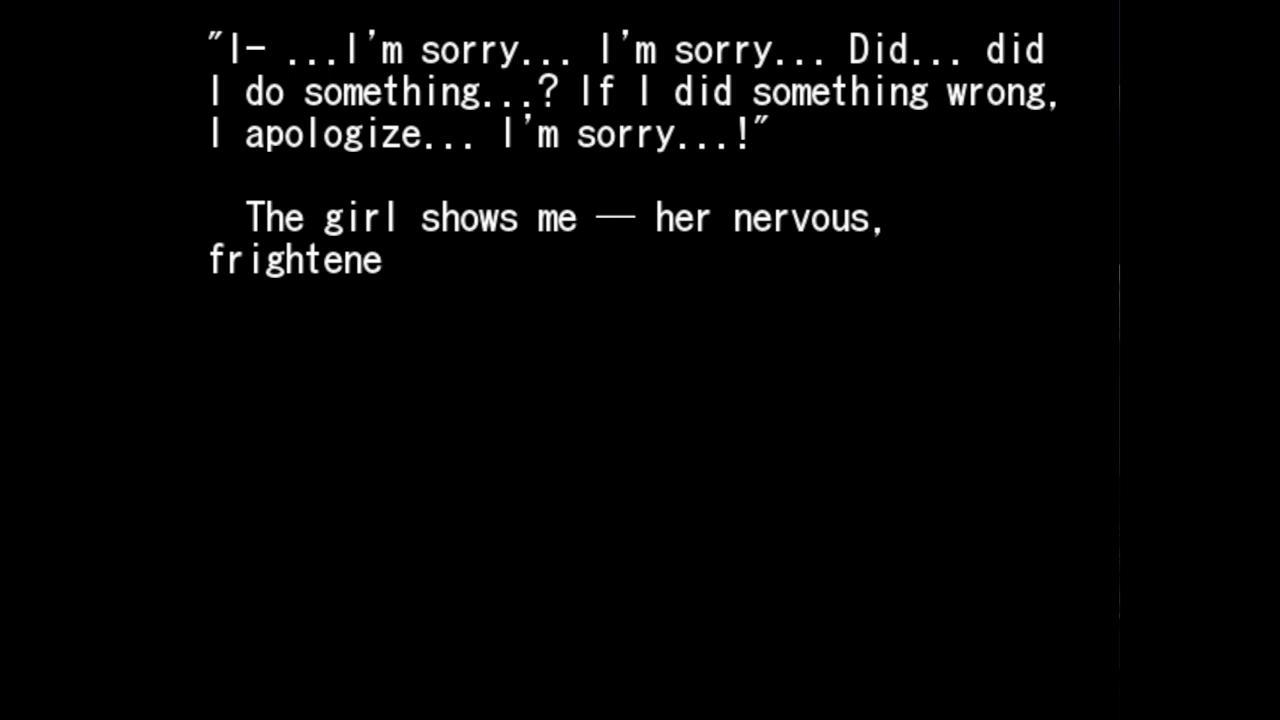 "I– ...I'm sorry... I'm sorry... Did... did
I do something...? If I did something wrong,
I apologize... I'm sorry...!"
The girl shows me ── her nervous,
frightene